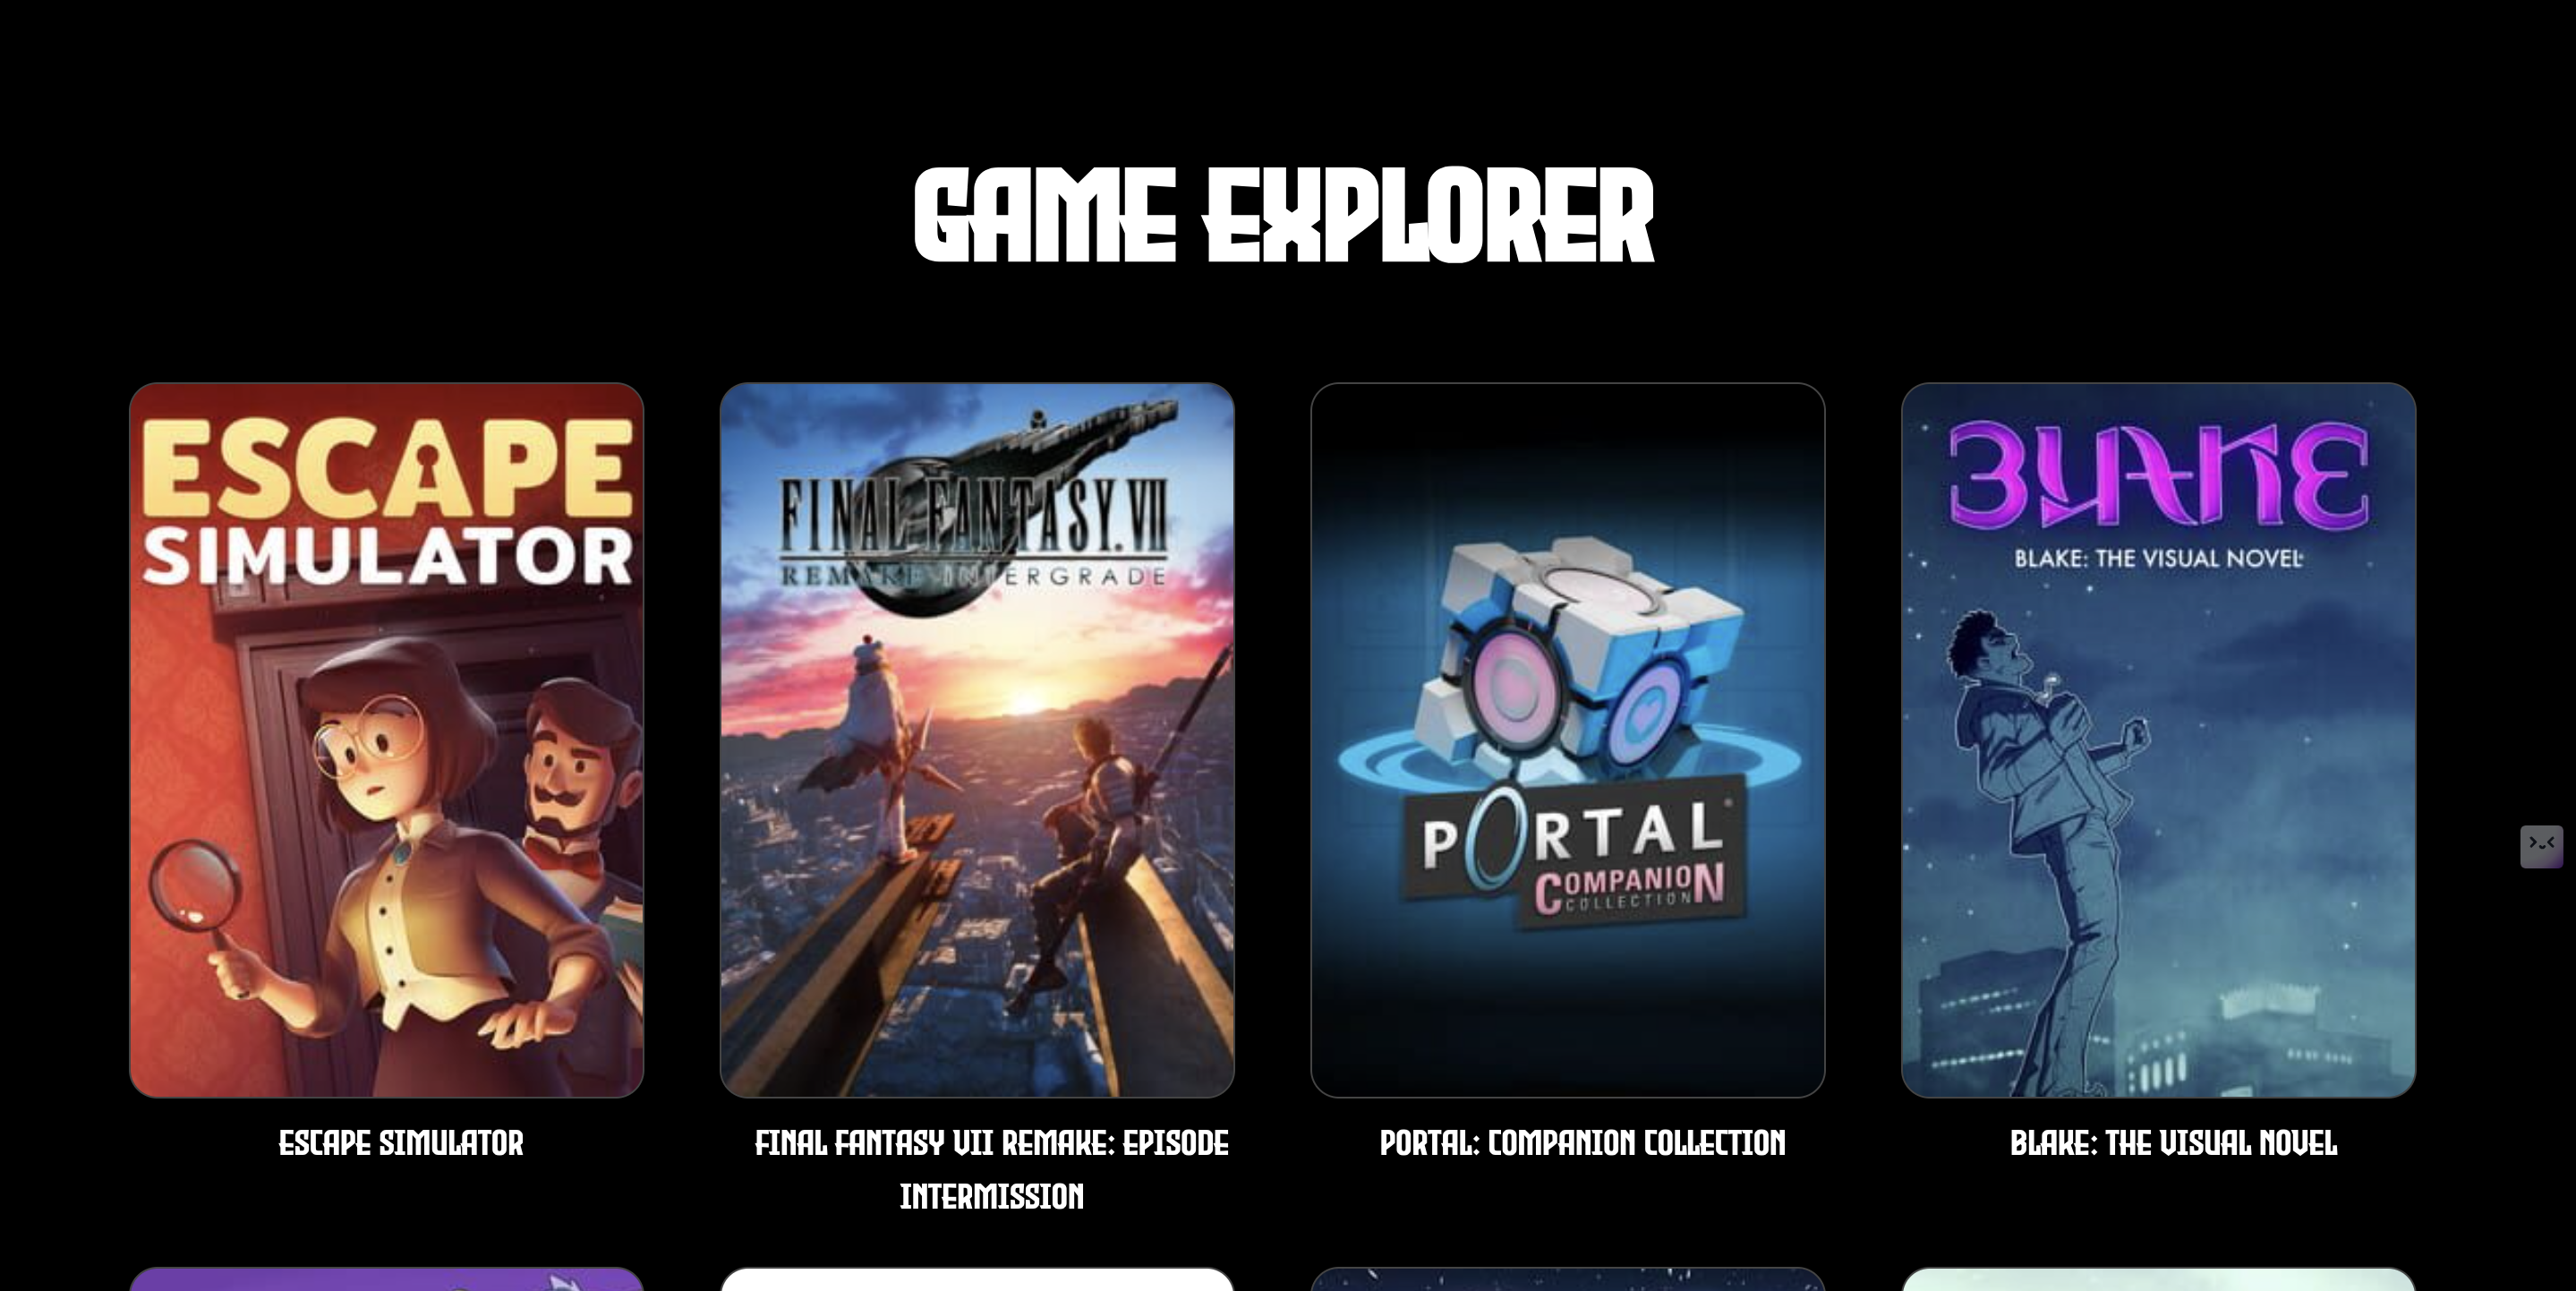 GAME EXPLORER
ESCAPE
SIMULATOR
FINAL FANTASY. VII
REMAKE INTERGRADE
PORTAL
COMPANION
COLLECTION
BLAKE
BLAKE: THE VISUAL NOVEL
ESCAPE SIMULATOR
FINAL FANTASY VII REMAKE: EPISODE
INTERMISSION
PORTAL: COMPANION COLLECTION
BLAKE: THE VISUAL NOVEL